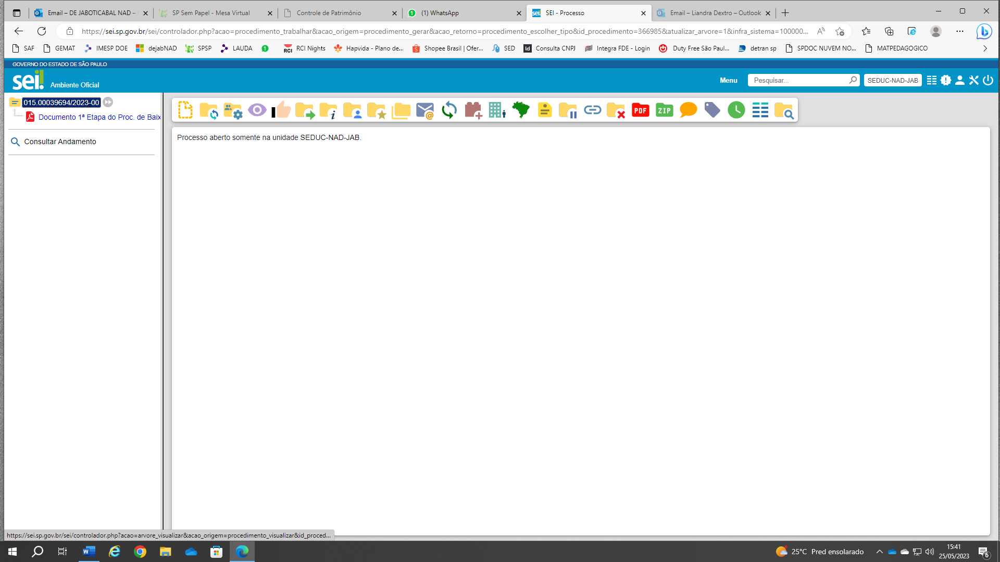 Email – DE JABOTICABAL NAD –
SP Sem Papel - Mesa Virtual
Controle de Patrimônio
(1) WhatsApp
SEI - Processo
Email – Liandra Dextro – Outlook
https://sei.sp.gov.br/sei/controlador.php?acao=procedimento_trabalhar&acao_origem=procedimento_gerar&acao_retorno=procedimento_escolher_tipo&id_procedimento=366985&atualizar_arvore=1&infra_sistema=100000...
SAF
GEMAT
IMESP DOE
dejabNAD
SPSP
LAUDA
RCI Nights
Hapvida - Plano de...
Shopee Brasil | Ofer...
SED
Consulta CNPJ
Integra FDE - Login
Duty Free São Paul...
detran sp
SPDOC NUVEM NO...
MATPEDAGOGICO
GOVERNO DO ESTADO DE SÃO PAULO
sei!
Ambiente Oficial
Menu
Pesquisar...
SEDUC-NAD-JAB
015.00039694/2023-00
Documento 1ª Etapa do Proc. de Baix
Consultar Andamento
PDF
ZIP
Processo aberto somente na unidade SEDUC-NAD-JAB.
https://sei.sp.gov.br/sei/controlador.php?acao=arvore_visualizar&acao_origem=procedimento_visualizar&id_proced...
25°C Pred ensolarado
15:41
25/05/2023
6